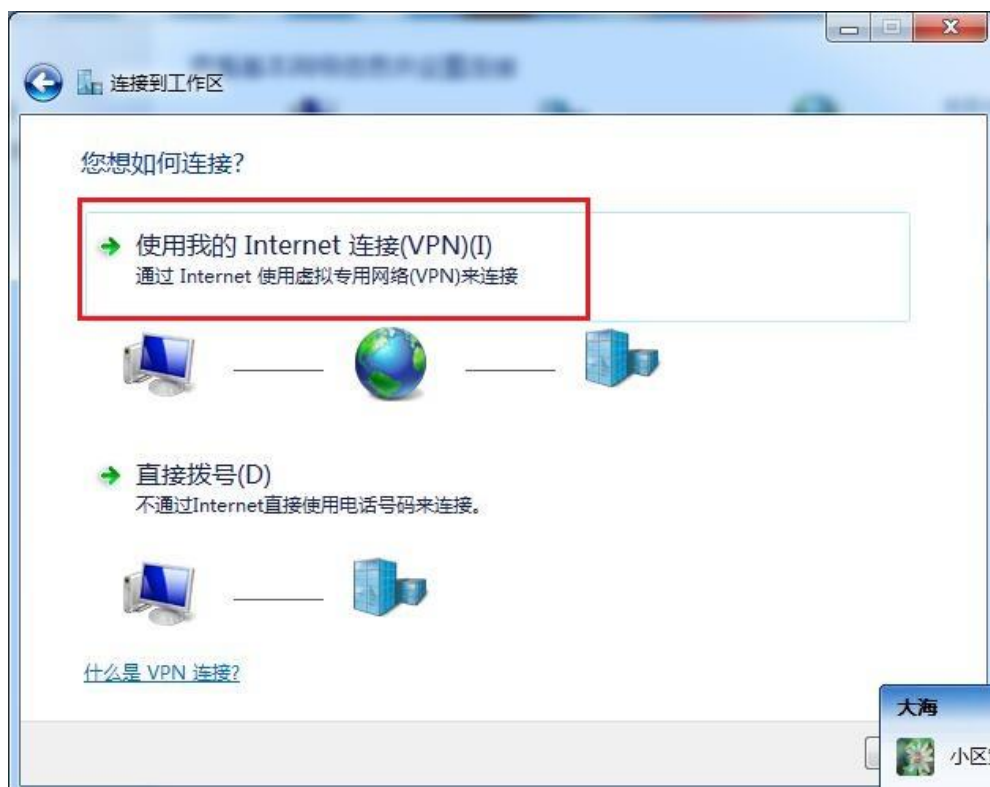 连接到工作区
您想如何连接?
使用我的 Internet 连接(VPN)(I)
通过 Internet 使用虚拟专用网络(VPN)来连接
直接拨号(D)
不通过Internet直接使用电话号码来连接。
什么是 VPN 连接?
大海
小区